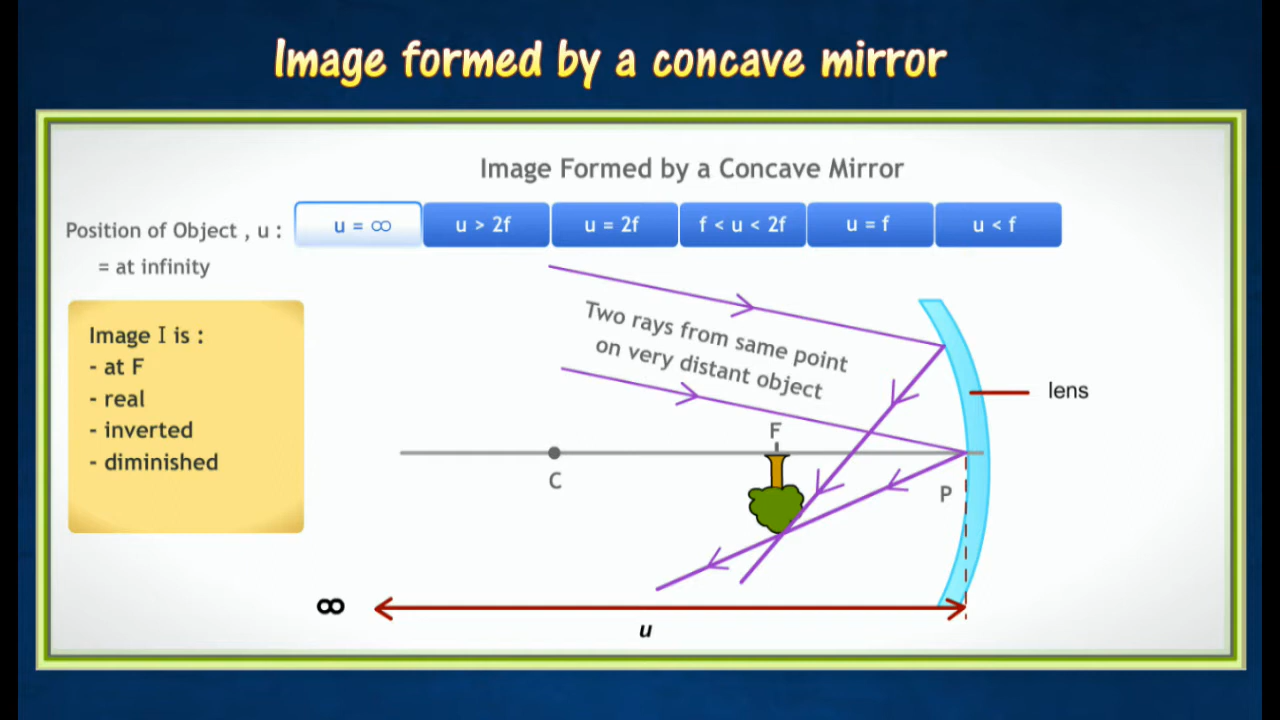 Image formed by a concave mirror
Image Formed by a Concave Mirror
Position of Object , u :
u = ∞
u > 2f
u = 2f
f < u < 2f
u = f
u < f
= at infinity
Image I is :
- at F
- real
- inverted
- diminished
Two rays from same point
on very distant object
lens
F
C
P
∞
u